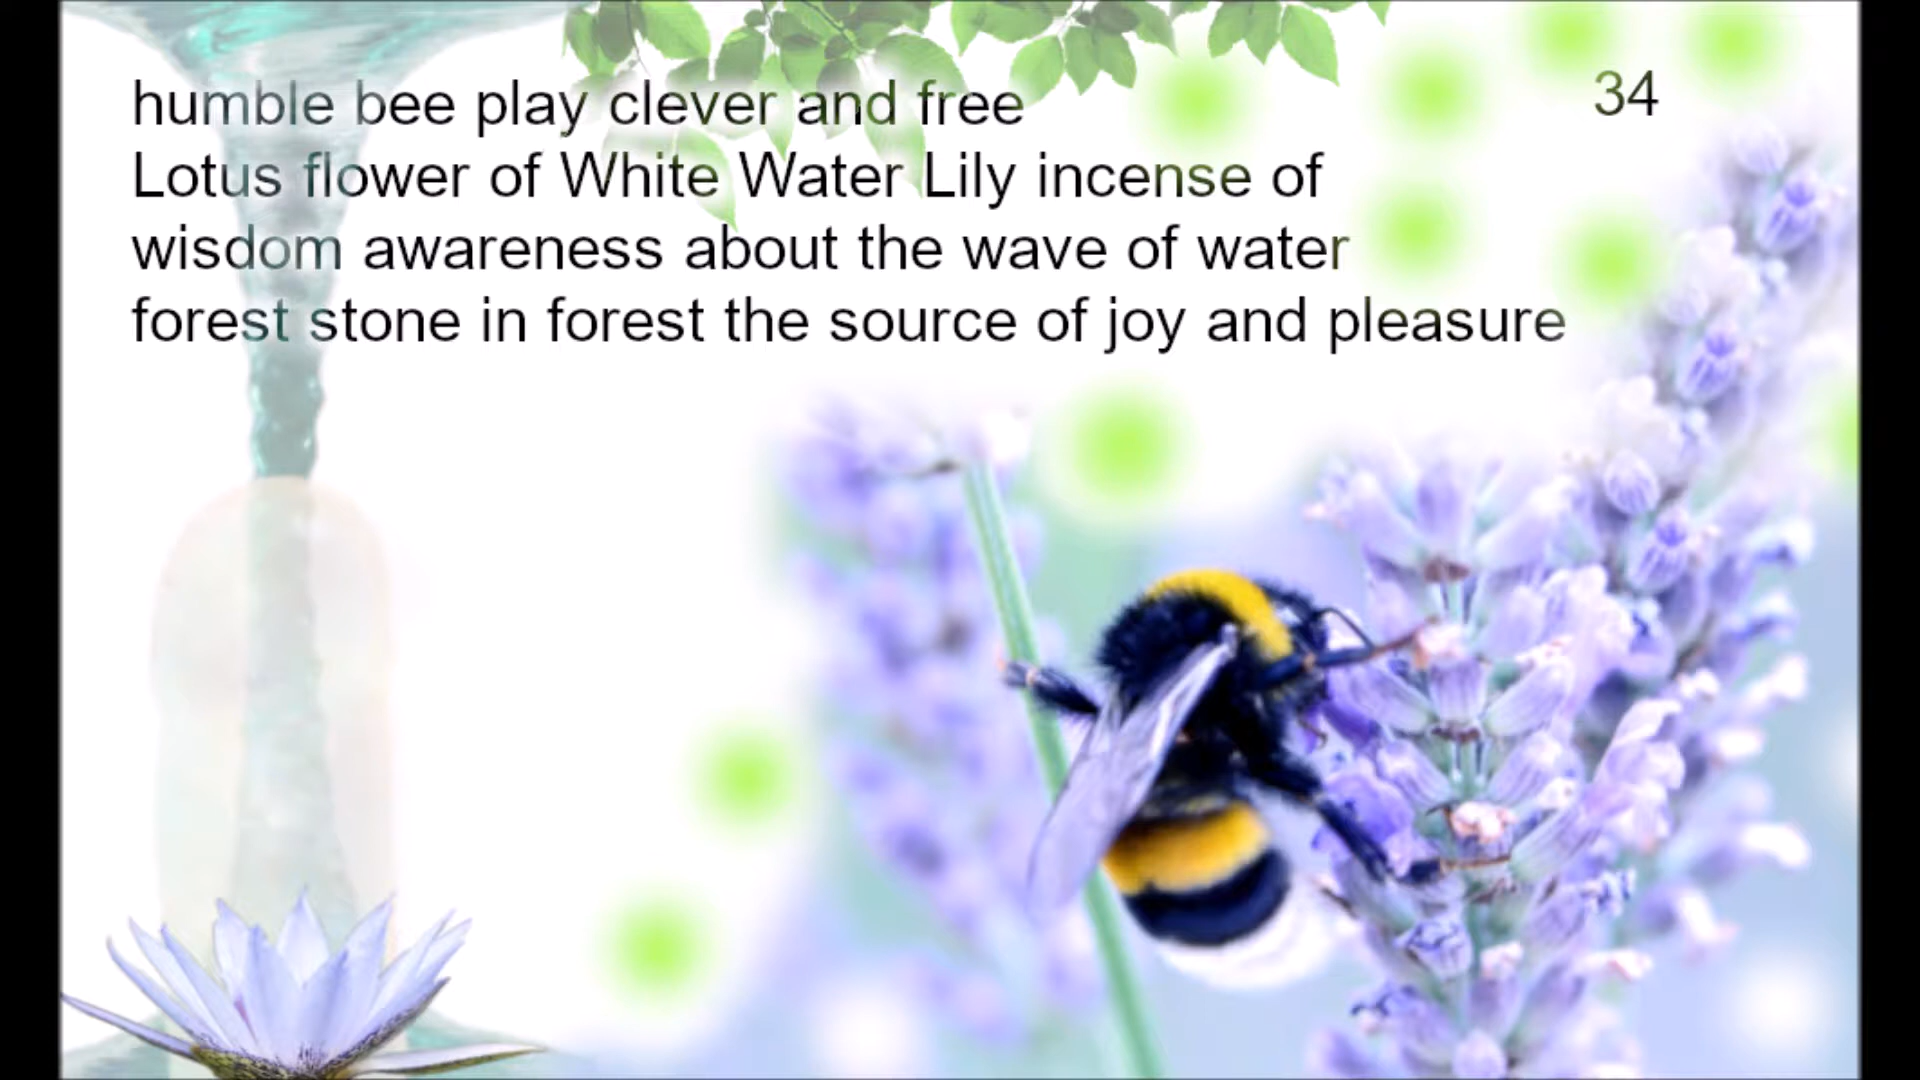 humble bee play clever and free
34
Lotus flower of White Water Lily incense of
wisdom awareness about the wave of water
forest stone in forest the source of joy and pleasure